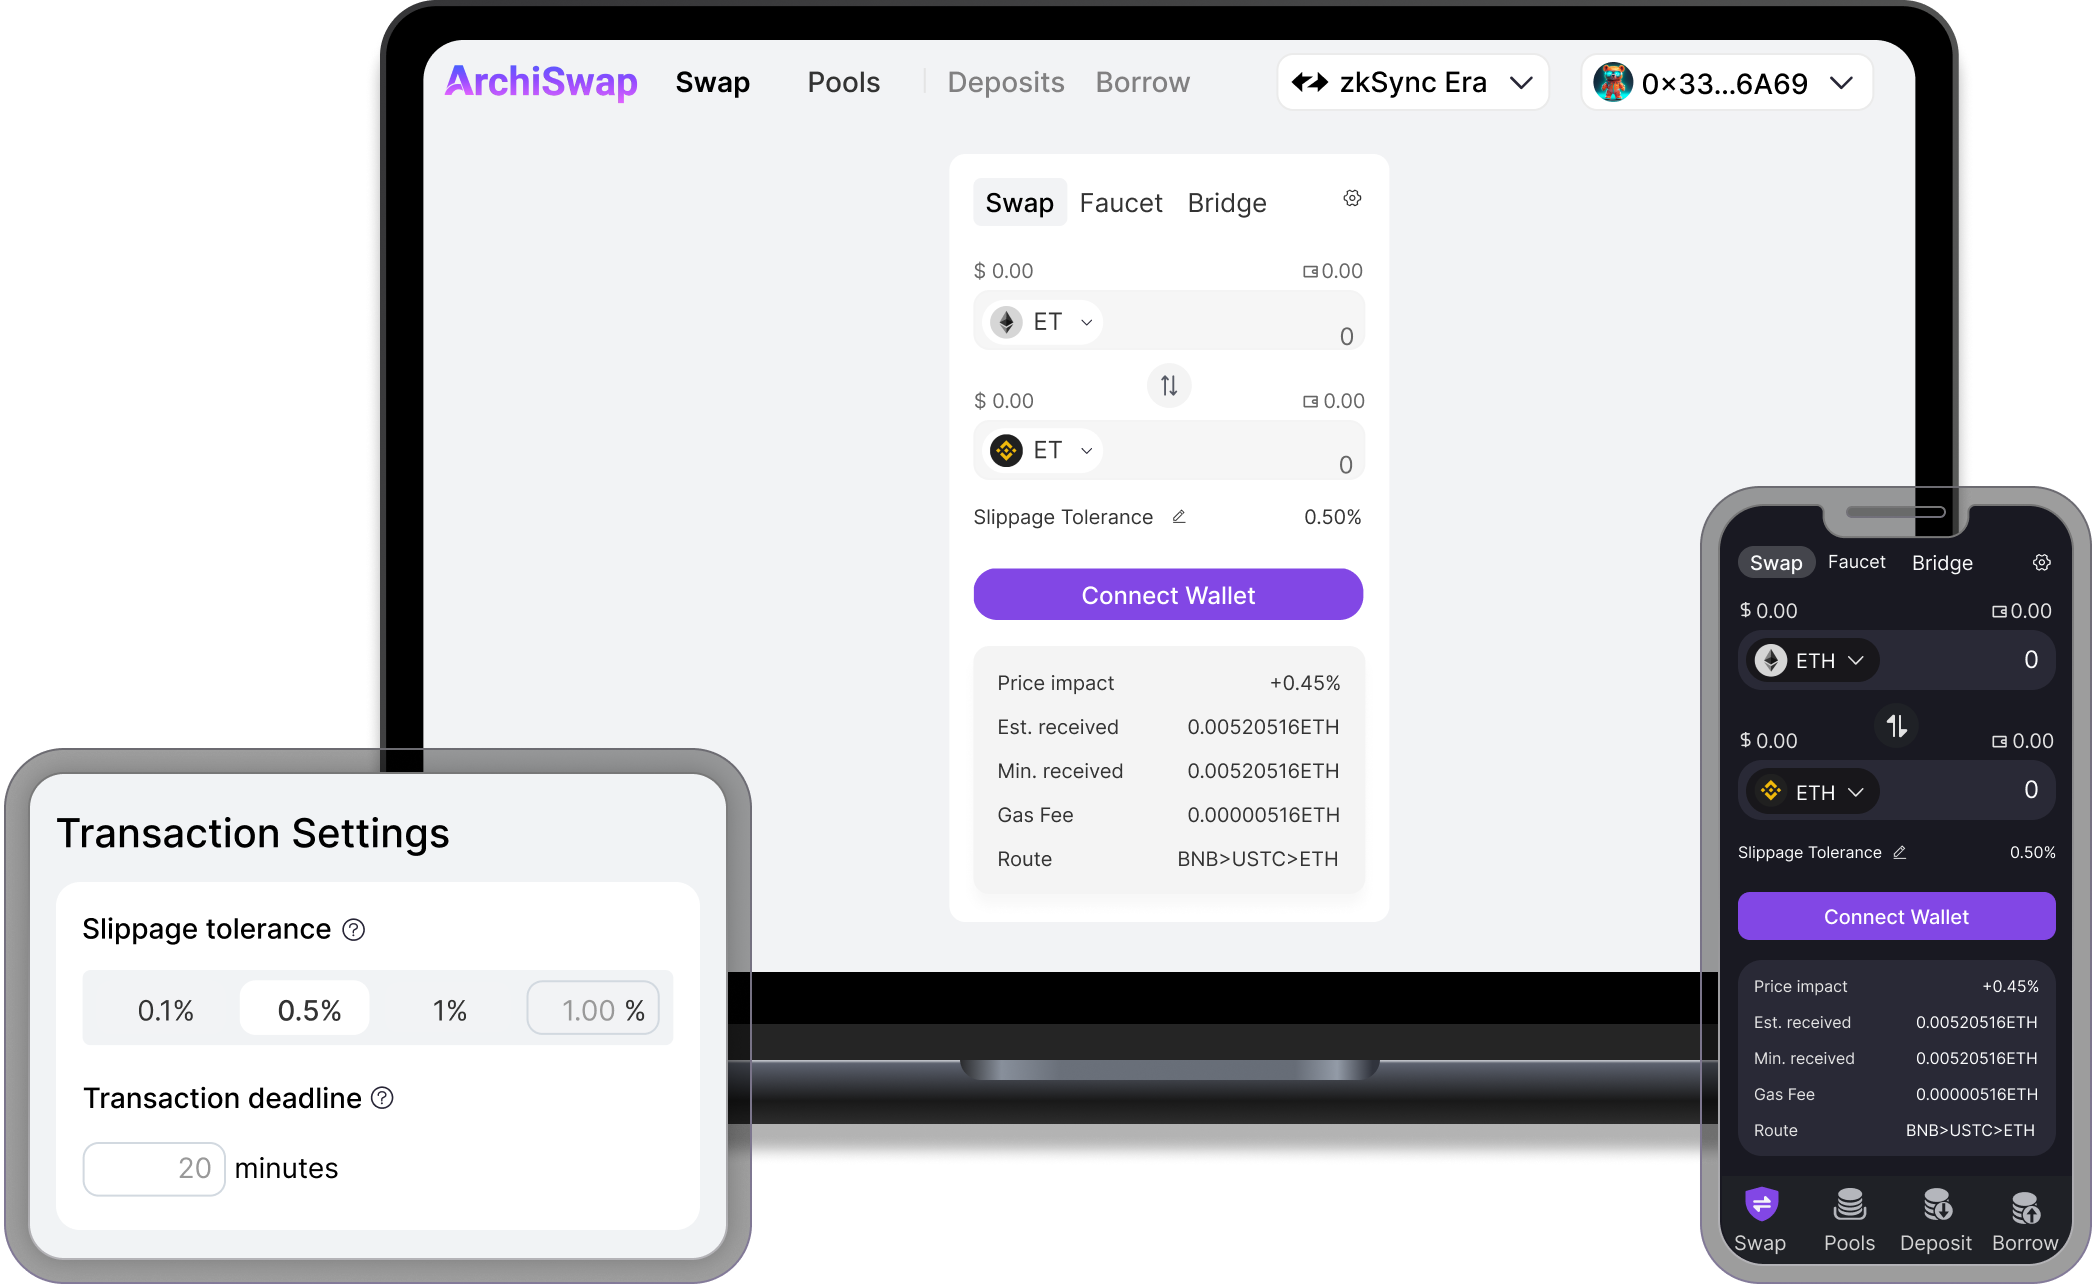 ArchiSwap Swap Pools Deposits Borrow zkSync Era 0×33...6A69
Swap Faucet Bridge
$ 0.00 0.00
ET 0
$ 0.00 0.00
ET 0
Slippage Tolerance 0.50%
Connect Wallet
Price impact +0.45%
Est. received 0.00520516ETH
Min. received 0.00520516ETH
Gas Fee 0.00000516ETH
Route BNB>USTC>ETH
Transaction Settings
Slippage tolerance ?
0.1% 0.5% 1% 1.00 %
Transaction deadline ?
20 minutes
Swap Faucet Bridge
$ 0.00 0.00
ETH 0
$ 0.00 0.00
ETH 0
Slippage Tolerance 0.50%
Connect Wallet
Price impact +0.45%
Est. received 0.00520516ETH
Min. received 0.00520516ETH
Gas Fee 0.00000516ETH
Route BNB>USTC>ETH
Swap Pools Deposit Borrow